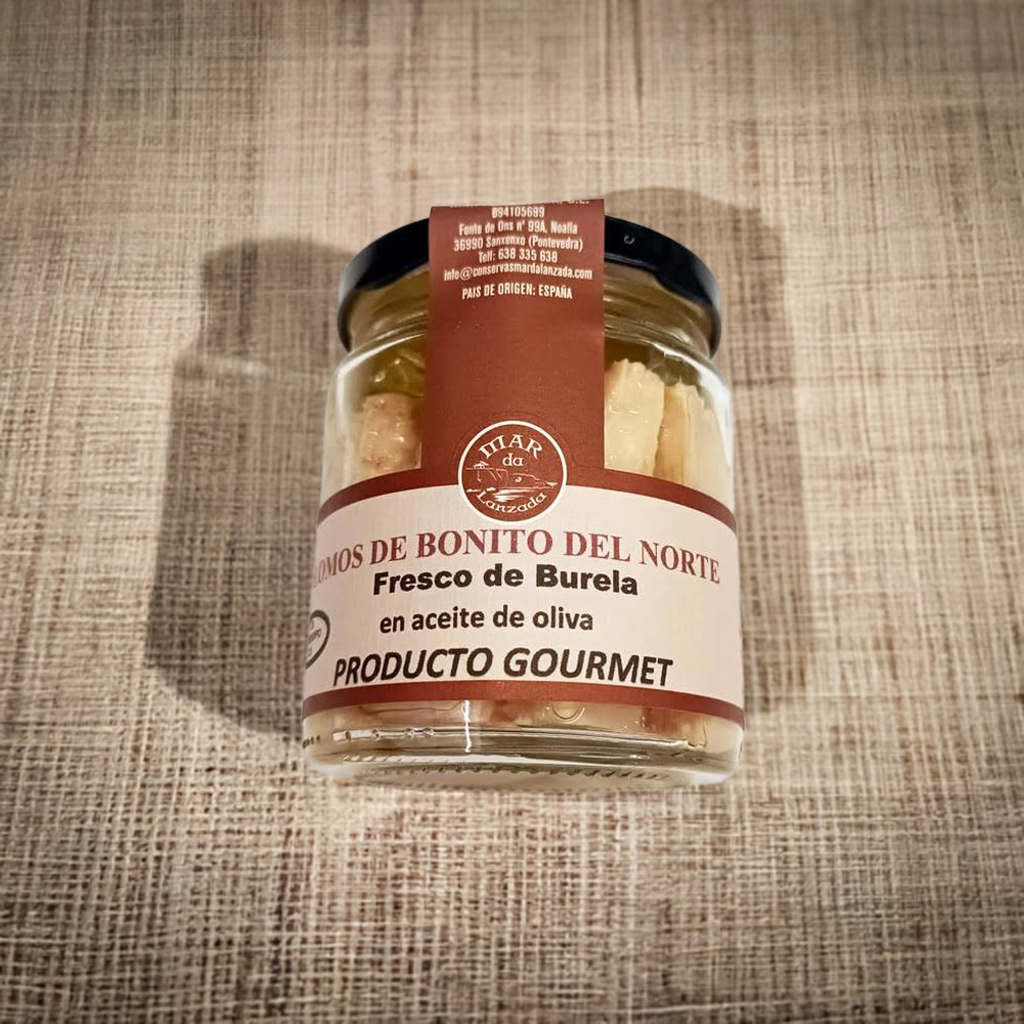 B94105699
Fonte de Ons nº 99A, Noalla
36990 Sanxenxo (Pontevedra)
Telf: 638 335 638
info@conservasmardalanzada.com
PAIS DE ORIGEN: ESPAÑA
MAR
da
Lanzada
OMOS DE BONITO DEL NORTE
Fresco de Burela
en aceite de oliva
PRODUCTO GOURMET